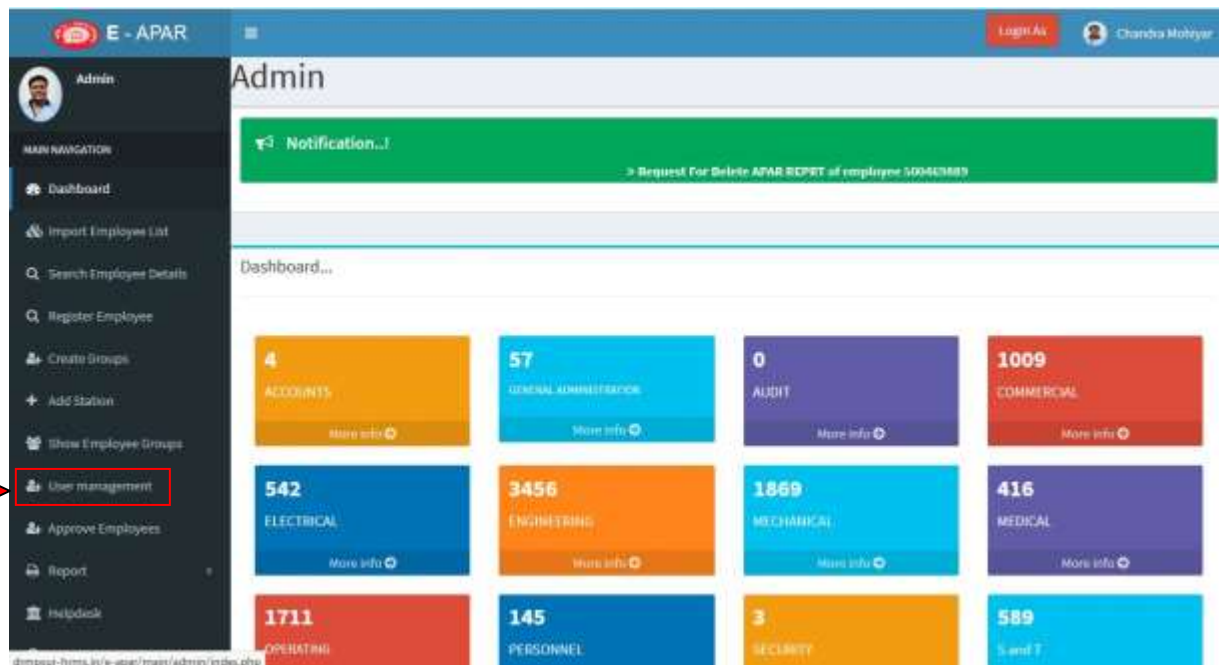 E - APAR
Login As
Chandra Mohiyar
Admin
Admin
MAIN NAVIGATION
Dashboard
Import Employee List
Search Employee Details
Register Employee
Create Groups
Add Station
Show Employee Groups
User management
Approve Employees
Report
Helpdesk
Notification..!
> Request For Delete APAR REPRT of employee
Dashboard...
4
ACCOUNTS
More info
57
GENERAL ADMINISTRATION
More info
0
AUDIT
More info
1009
COMMERCIAL
More info
542
ELECTRICAL
More info
3456
ENGINEERING
More info
1869
MECHANICAL
More info
416
MEDICAL
More info
1711
OPERATING
145
PERSONNEL
3
SECURITY
589
S and T